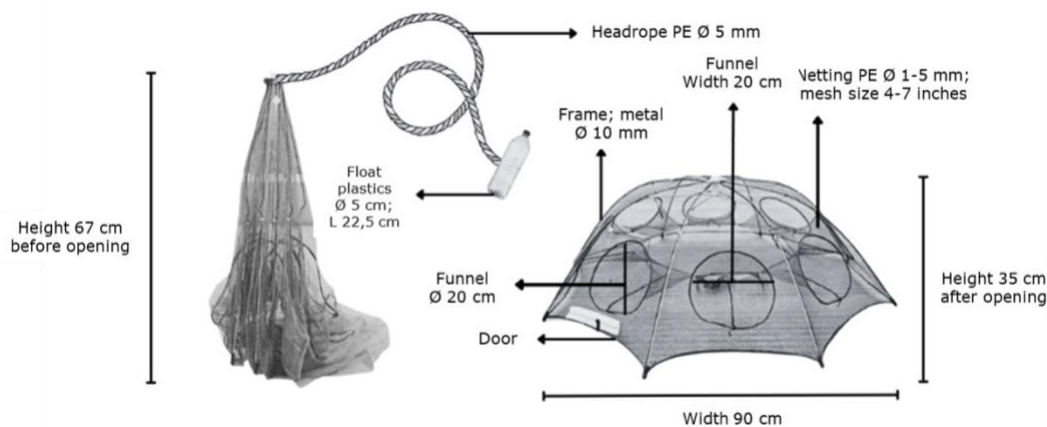 Headrope PE Ø 5 mm
Funnel
Width 20 cm
Netting PE Ø 1-5 mm;
mesh size 4-7 inches
Frame; metal
Ø 10 mm
Float
plastics
Ø 5 cm;
L 22,5 cm
Height 67 cm
before opening
Funnel
Ø 20 cm
Height 35 cm
after opening
1
Door
Width 90 cm